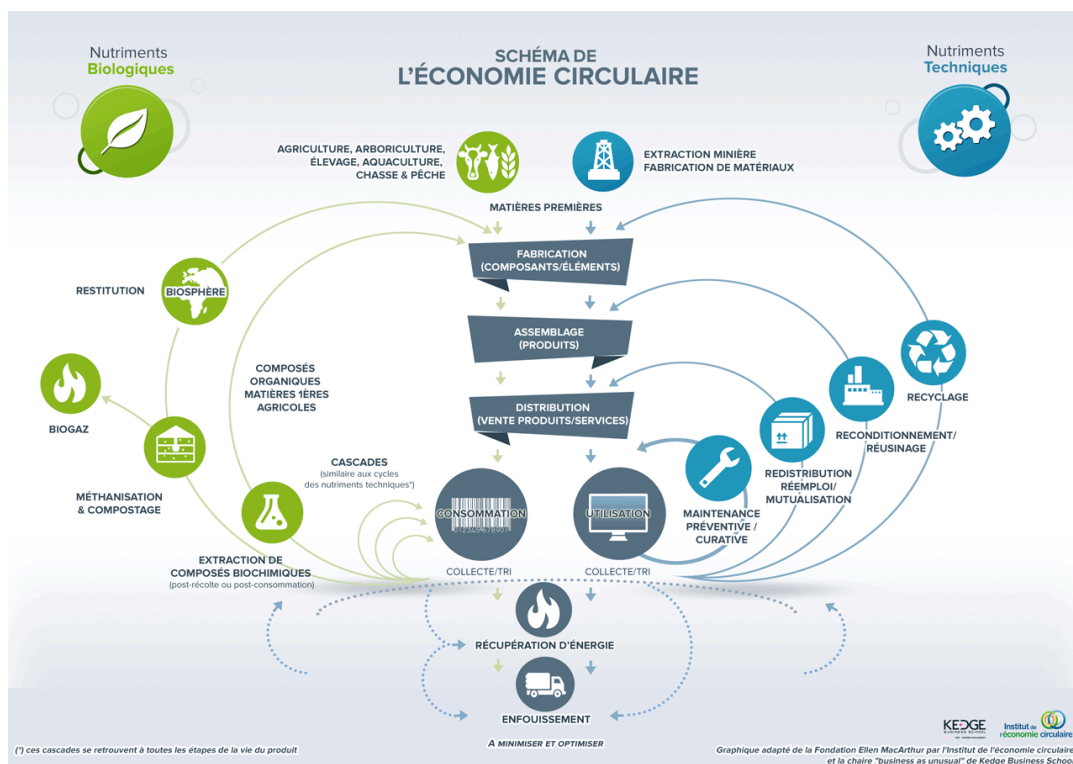 Nutriments
Biologiques
SCHÉMA DE
L'ÉCONOMIE CIRCULAIRE
Nutriments
Techniques
AGRICULTURE, ARBORICULTURE,
ÉLEVAGE, AQUACULTURE,
CHASSE & PÊCHE
EXTRACTION MINIÈRE
FABRICATION DE MATÉRIAUX
MATIÈRES PREMIÈRES
FABRICATION
(COMPOSANTS/ÉLÉMENTS)
RESTITUTION
BIOSPHÈRE
ASSEMBLAGE
(PRODUITS)
COMPOSÉS
ORGANIQUES
MATIÈRES 1ÈRES
AGRICOLES
RECYCLAGE
DISTRIBUTION
(VENTE PRODUITS/SERVICES)
BIOGAZ
RECONDITIONNEMENT/
RÉUSINAGE
CASCADES
(similaire aux cycles
des nutriments techniques*)
REDISTRIBUTION
RÉEMPLOI/
MUTUALISATION
MÉTHANISATION
& COMPOSTAGE
CONSOMMATION
UTILISATION
MAINTENANCE
PRÉVENTIVE /
CURATIVE
EXTRACTION DE
COMPOSÉS BIOCHIMIQUES
(post-récolte ou post-consommation)
COLLECTE/TRI
COLLECTE/TRI
RÉCUPÉRATION D'ÉNERGIE
ENFOUISSEMENT
A MINIMISER ET OPTIMISER
KEDGE
BUSINESS SCHOOL
Institut de
l'économie circulaire
(*) ces cascades se retrouvent à toutes les étapes de la vie du produit
Graphique adapté de la Fondation Ellen MacArthur par l'Institut de l'économie circulaire
et la chaire "business as unusual" de Kedge Business School